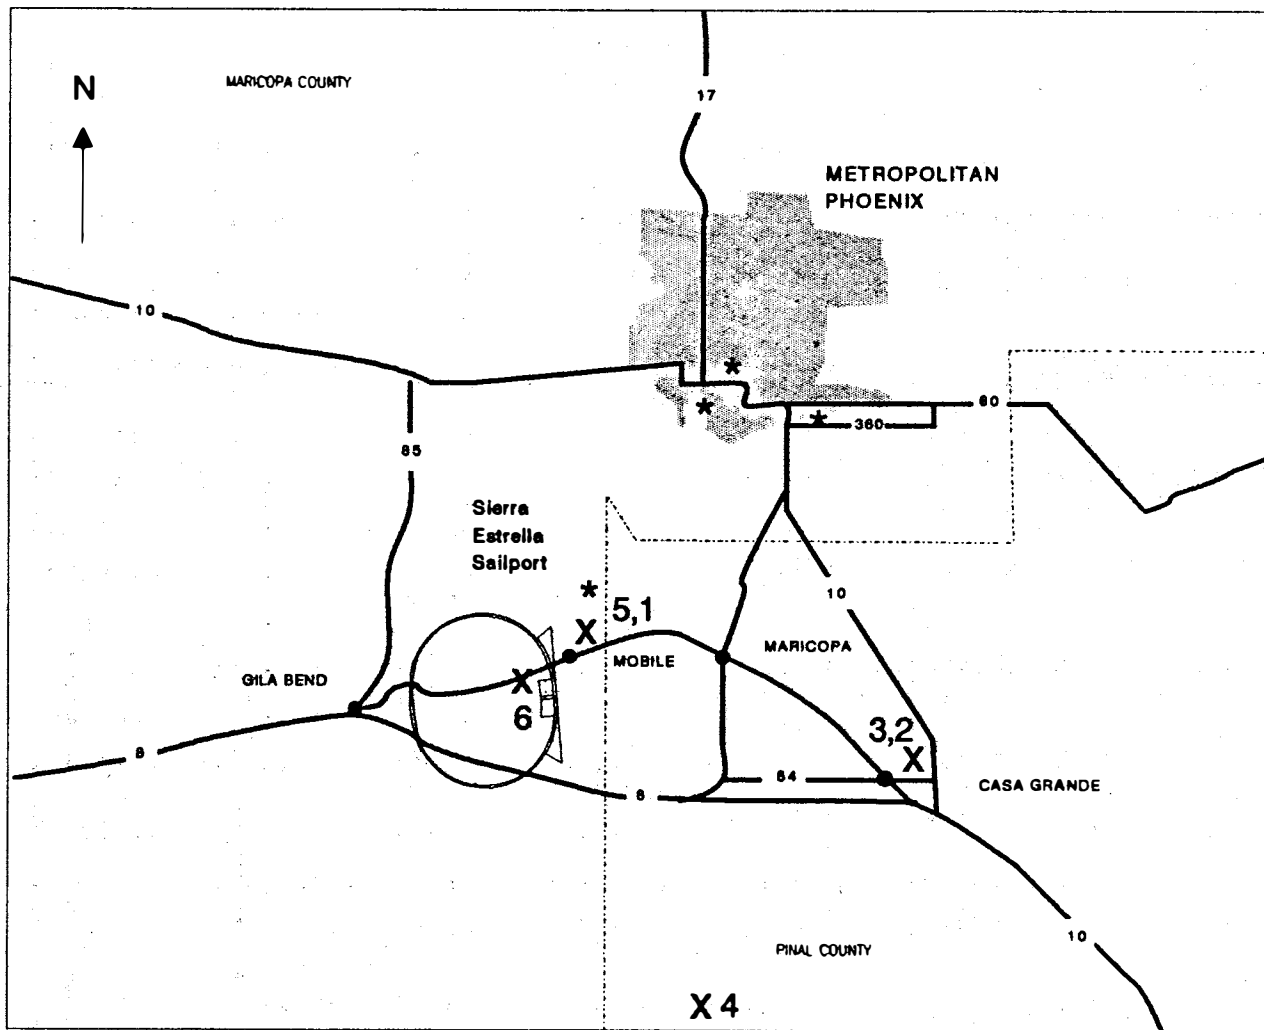 N
MARICOPA COUNTY
17
METROPOLITAN
PHOENIX
10
60
360
85
Sierra
Estrella
Sailport
*
*
*
*
10
5,1
X
MOBILE
MARICOPA
GILA BEND
X
6
3,2
X
8
84
CASA GRANDE
8
10
PINAL COUNTY
X 4